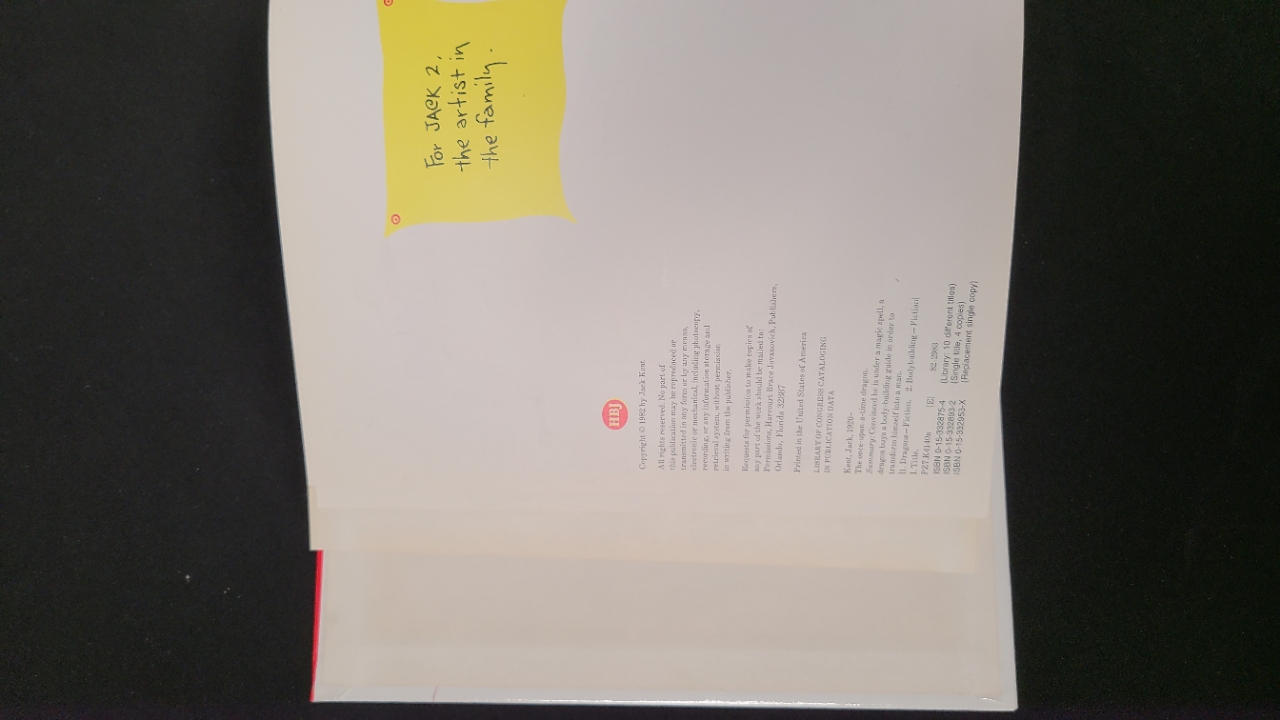 For JACK 2,
the artist in
the family.
HBJ
Copyright © 1982 by Jack Kent
All rights reserved. No part of
this publication may be reproduced or
transmitted in any form or by any means,
electronic or mechanical, including photocopy,
recording, or any information storage and
retrieval system, without permission
in writing from the publisher.
Requests for permission to make copies of
any part of the work should be mailed to:
Permissions, Harcourt Brace Jovanovich, Publishers,
Orlando, Florida 32887
Printed in the United States of America
LIBRARY OF CONGRESS CATALOGING
IN PUBLICATION DATA
Kent, Jack, 1920–
The once-upon-a-time dragon.
Summary: Convinced he is under a magic spell, a
dragon buys a body-building guide in order to
transform himself into a man.
[1. Dragons—Fiction. 2. Bodybuilding—Fiction]
I. Title.
[E]
ISBN 0-15-332875-4 (Library: 10 different titles)
ISBN 0-15-332893-2 (Single title, 4 copies)
ISBN 0-15-332953-X (Replacement single copy)